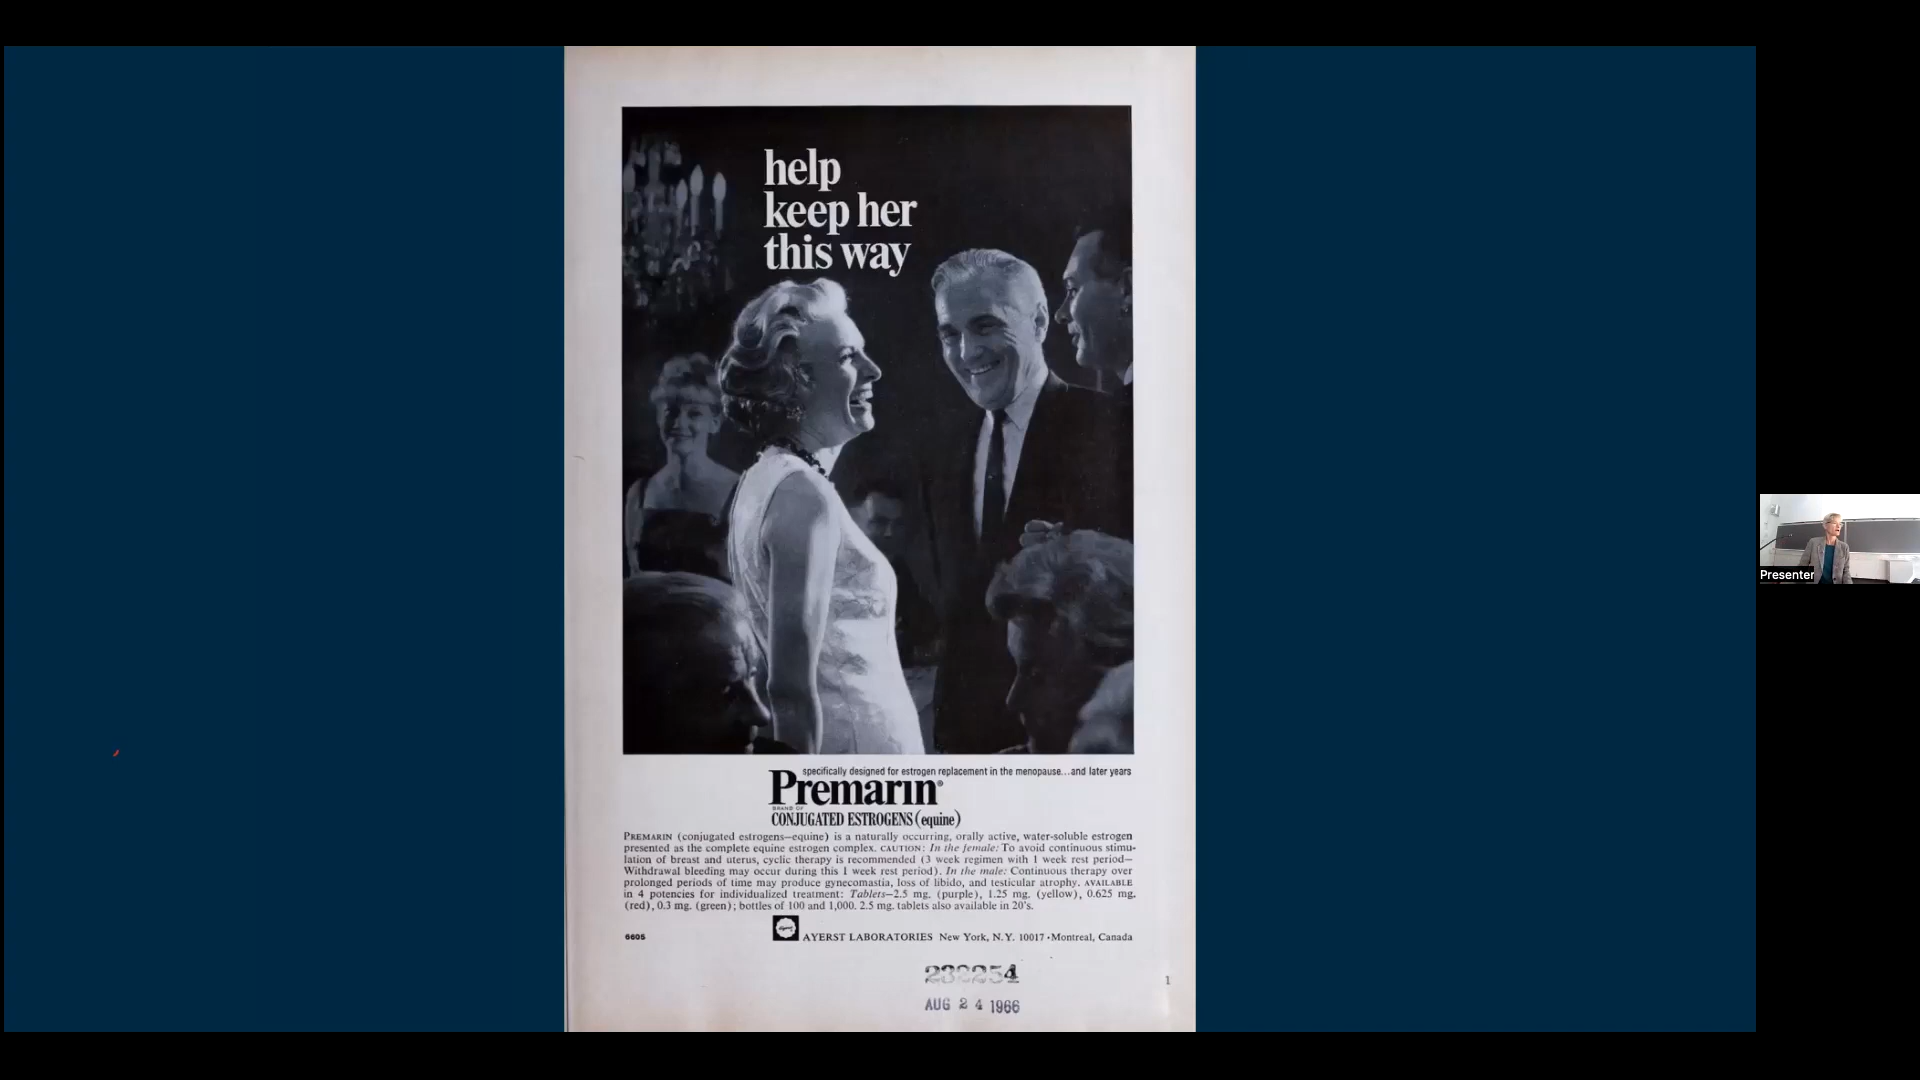 help
keep her
this way
specifically designed for estrogen replacement in the menopause...and later years
Premarin®
BRAND OF
CONJUGATED ESTROGENS (equine)
PREMARIN (conjugated estrogens—equine) is a naturally occurring, orally active, water-soluble estrogen
presented as the complete equine estrogen complex. CAUTION: In the female: To avoid continuous stimu-
lation of breast and uterus, cyclic therapy is recommended (3 week regimen with 1 week rest period—
Withdrawal bleeding may occur during this 1 week rest period). In the male: Continuous therapy over
prolonged periods of time may produce gynecomastia, loss of libido, and testicular atrophy. AVAILABLE
in 4 potencies for individualized treatment: Tablets—2.5 mg. (purple), 1.25 mg. (yellow), 0.625 mg.
(red), 0.3 mg. (green); bottles of 100 and 1,000. 2.5 mg. tablets also available in 20's.
6605
AYERST LABORATORIES New York, N.Y. 10017 • Montreal, Canada
1
AUG 24 1966
Presenter